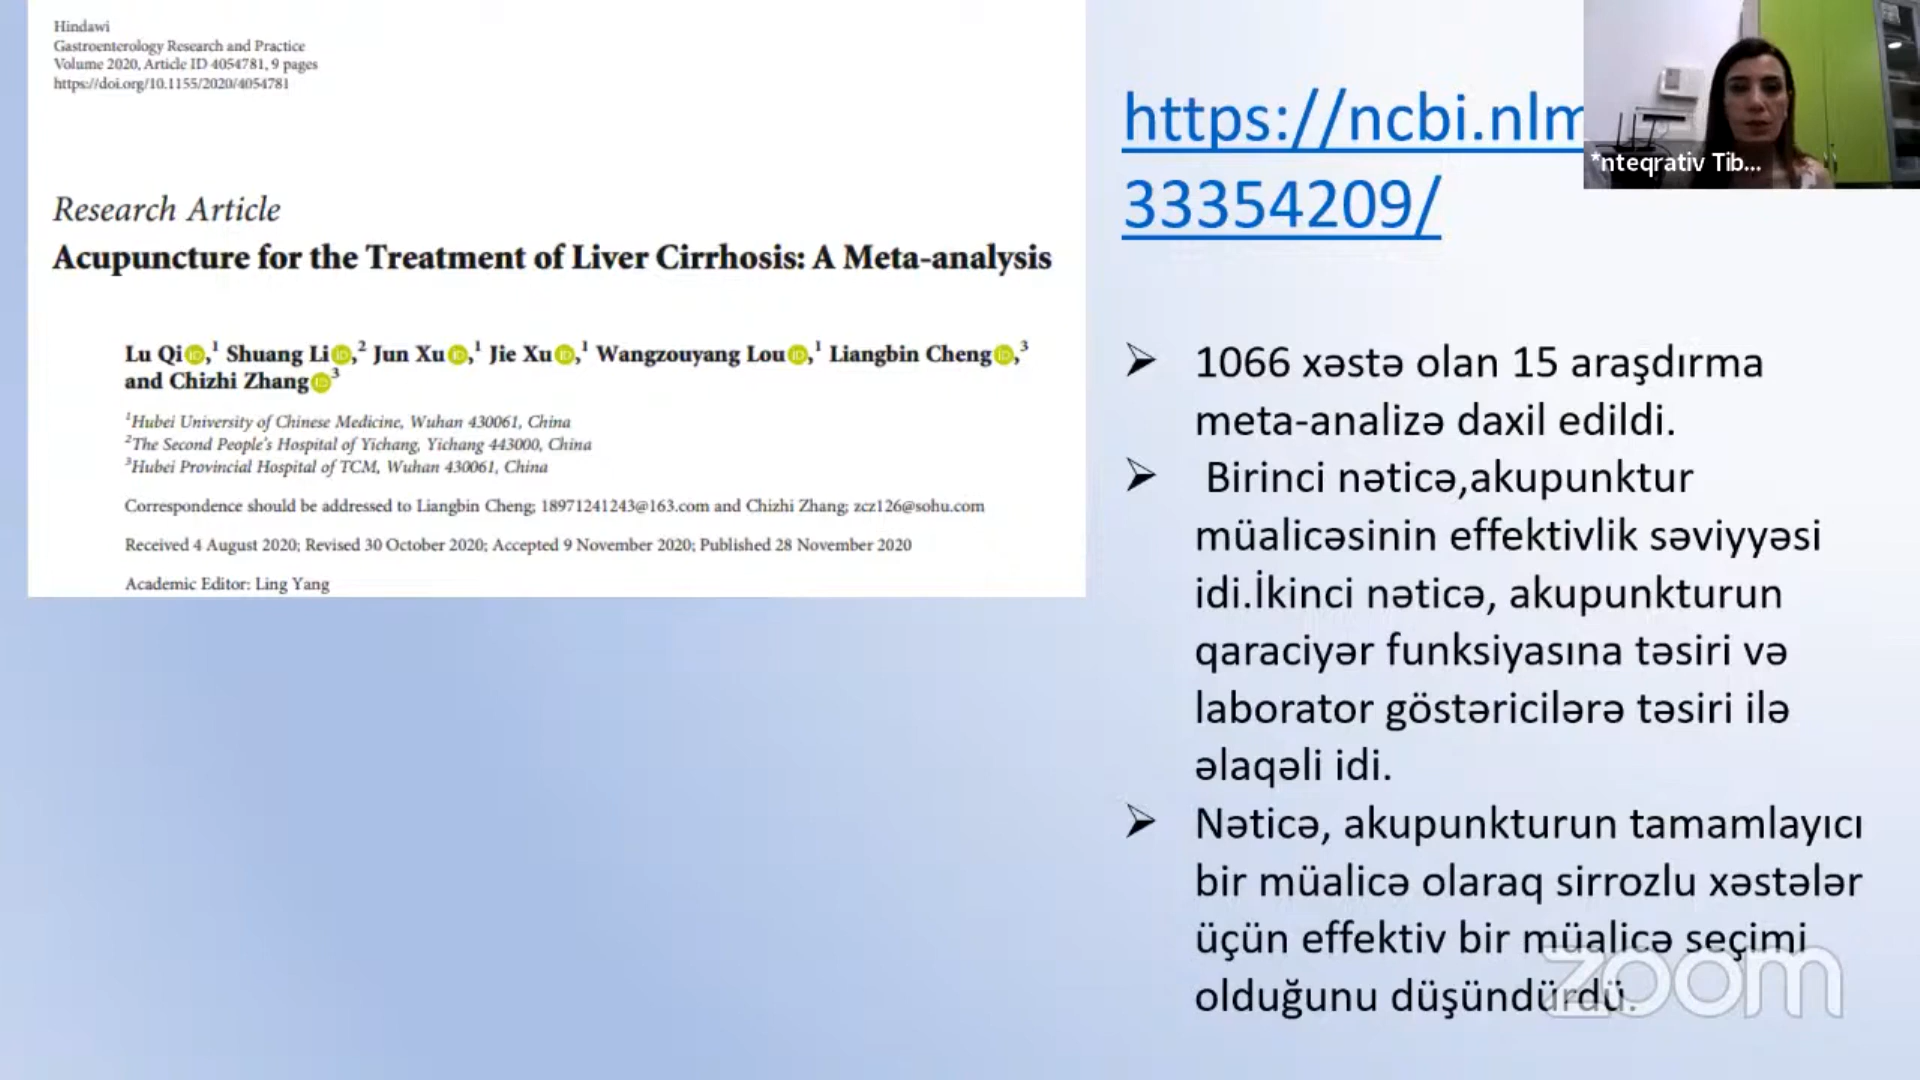 Hindawi
Gastroenterology Research and Practice
Volume 2020, Article ID 4054781, 9 pages
https://doi.org/10.1155/2020/4054781
Research Article
Acupuncture for the Treatment of Liver Cirrhosis: A Meta-analysis
Lu Qi,¹ Shuang Li,² Jun Xu,¹ Jie Xu,¹ Wangzouyang Lou,¹ Liangbin Cheng,³
and Chizhi Zhang³
¹Hubei University of Chinese Medicine, Wuhan 430061, China
²The Second People's Hospital of Yichang, Yichang 443000, China
³Hubei Provincial Hospital of TCM, Wuhan 430061, China
Correspondence should be addressed to Liangbin Cheng; 18971241243@163.com and Chizhi Zhang; zcz126@sohu.com
Received 4 August 2020; Revised 30 October 2020; Accepted 9 November 2020; Published 28 November 2020
Academic Editor: Ling Yang
https://ncbi.nlm
33354209/
*nteqrativ Tib...
➢ 1066 xəstə olan 15 araşdırma
meta-analizə daxil edildi.
➢ Birinci nəticə,akupunktur
müalicəsinin effektivlik səviyyəsi
idi.İkinci nəticə, akupunkturun
qaraciyər funksiyasına təsiri və
laborator göstəricilərə təsiri ilə
əlaqəli idi.
➢ Nəticə, akupunkturun tamamlayıcı
bir müalicə olaraq sirrozlu xəstələr
üçün effektiv bir müalicə seçimi
olduğunu düşündürdü.
zoom